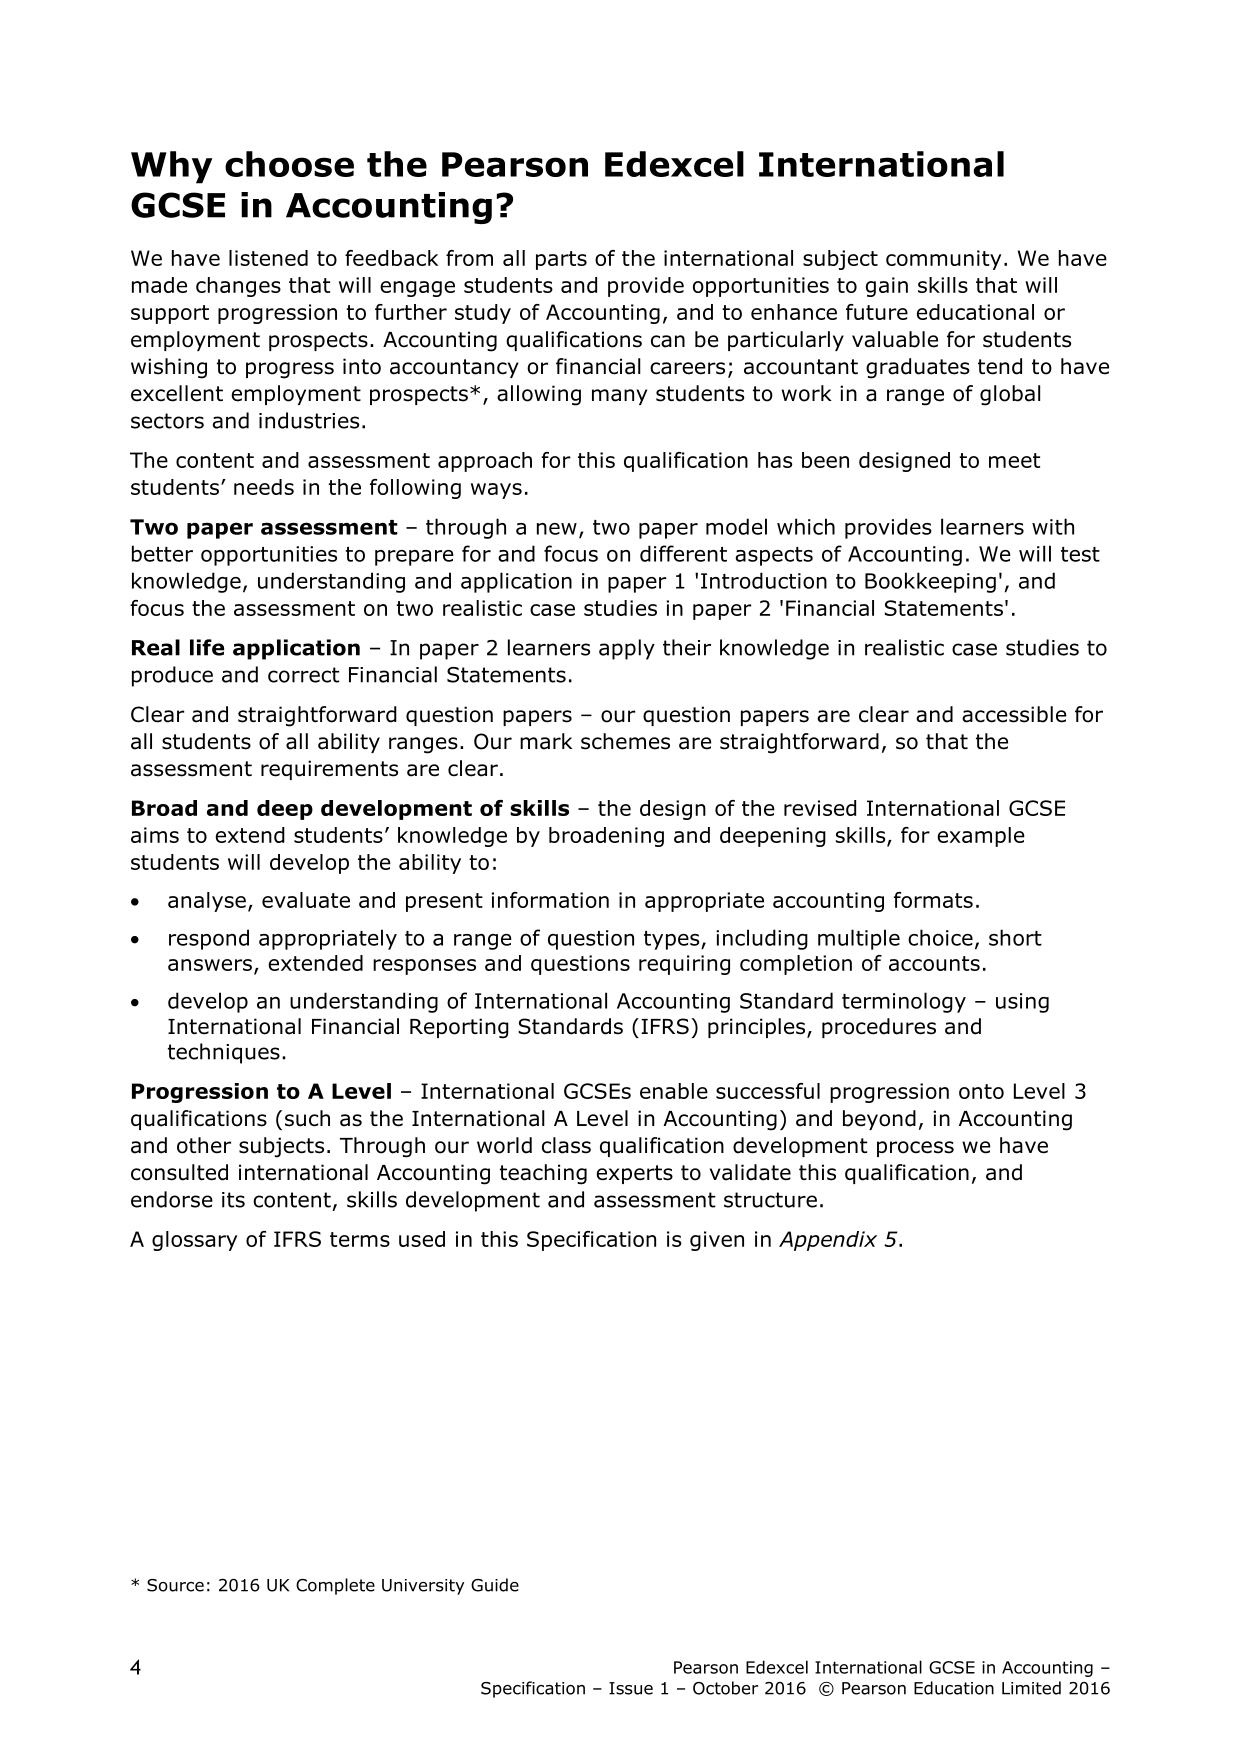 Why choose the Pearson Edexcel International
GCSE in Accounting?
We have listened to feedback from all parts of the international subject community. We have
made changes that will engage students and provide opportunities to gain skills that will
support progression to further study of Accounting, and to enhance future educational or
employment prospects. Accounting qualifications can be particularly valuable for students
wishing to progress into accountancy or financial careers; accountant graduates tend to have
excellent employment prospects*, allowing many students to work in a range of global
sectors and industries.
The content and assessment approach for this qualification has been designed to meet
students’ needs in the following ways.
Two paper assessment – through a new, two paper model which provides learners with
better opportunities to prepare for and focus on different aspects of Accounting. We will test
knowledge, understanding and application in paper 1 'Introduction to Bookkeeping', and
focus the assessment on two realistic case studies in paper 2 'Financial Statements'.
Real life application – In paper 2 learners apply their knowledge in realistic case studies to
produce and correct Financial Statements.
Clear and straightforward question papers – our question papers are clear and accessible for
all students of all ability ranges. Our mark schemes are straightforward, so that the
assessment requirements are clear.
Broad and deep development of skills – the design of the revised International GCSE
aims to extend students’ knowledge by broadening and deepening skills, for example
students will develop the ability to:
• analyse, evaluate and present information in appropriate accounting formats.
• respond appropriately to a range of question types, including multiple choice, short
answers, extended responses and questions requiring completion of accounts.
• develop an understanding of International Accounting Standard terminology – using
International Financial Reporting Standards (IFRS) principles, procedures and
techniques.
Progression to A Level – International GCSEs enable successful progression onto Level 3
qualifications (such as the International A Level in Accounting) and beyond, in Accounting
and other subjects. Through our world class qualification development process we have
consulted international Accounting teaching experts to validate this qualification, and
endorse its content, skills development and assessment structure.
A glossary of IFRS terms used in this Specification is given in Appendix 5.
* Source: 2016 UK Complete University Guide
4
Pearson Edexcel International GCSE in Accounting –
Specification – Issue 1 – October 2016 © Pearson Education Limited 2016